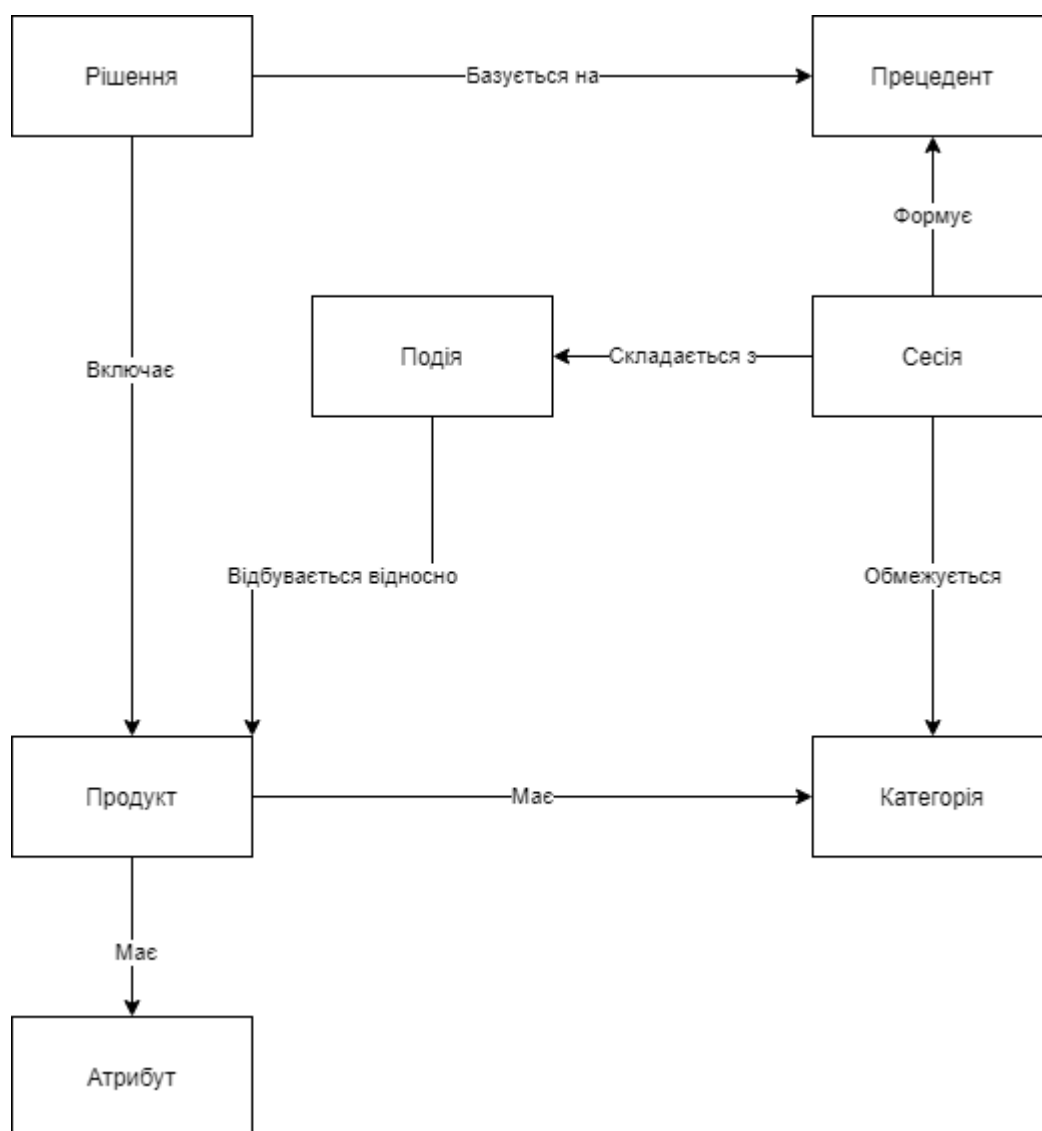 Рішення
Базується на
Прецедент
Формує
Подія
Складається з
Сесія
Включає
Відбувається відносно
Обмежується
Продукт
Має
Категорія
Має
Атрибут